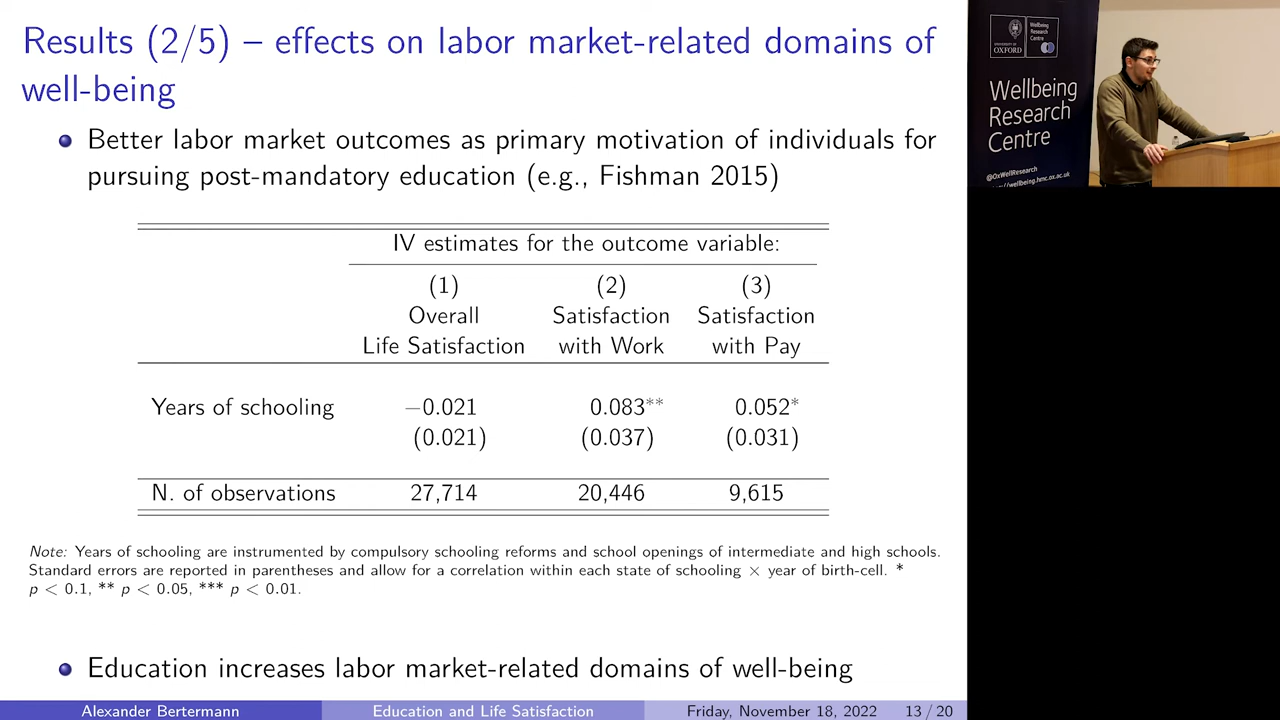 Results (2/5) – effects on labor market-related domains of
well-being
Better labor market outcomes as primary motivation of individuals for
pursuing post-mandatory education (e.g., Fishman 2015)
IV estimates for the outcome variable:
(1) (2) (3)
Overall Satisfaction Satisfaction
Life Satisfaction with Work with Pay
Years of schooling −0.021 0.083** 0.052*
(0.021) (0.037) (0.031)
N. of observations 27,714 20,446 9,615
Note: Years of schooling are instrumented by compulsory schooling reforms and school openings of intermediate and high schools.
Standard errors are reported in parentheses and allow for a correlation within each state of schooling × year of birth-cell. *
p < 0.1, ** p < 0.05, *** p < 0.01.
Education increases labor market-related domains of well-being
Alexander Bertermann Education and Life Satisfaction Friday, November 18, 2022 13 / 20
UNIVERSITY OF
OXFORD
Wellbeing
Research
Centre
Wellbeing
Research
Centre
@OxWellResearch
//wellbeing.hmc.ox.ac.uk